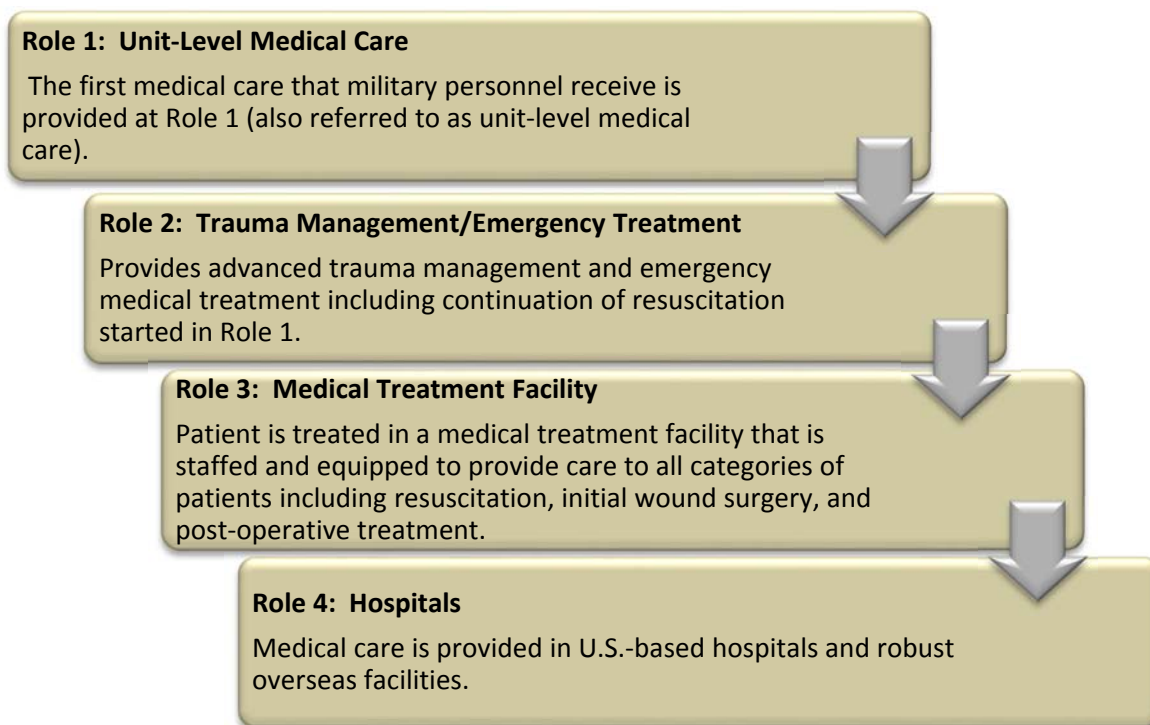 Role 1: Unit-Level Medical Care
The first medical care that military personnel receive is
provided at Role 1 (also referred to as unit-level medical
care).
Role 2: Trauma Management/Emergency Treatment
Provides advanced trauma management and emergency
medical treatment including continuation of resuscitation
started in Role 1.
Role 3: Medical Treatment Facility
Patient is treated in a medical treatment facility that is
staffed and equipped to provide care to all categories of
patients including resuscitation, initial wound surgery, and
post-operative treatment.
Role 4: Hospitals
Medical care is provided in U.S.-based hospitals and robust
overseas facilities.